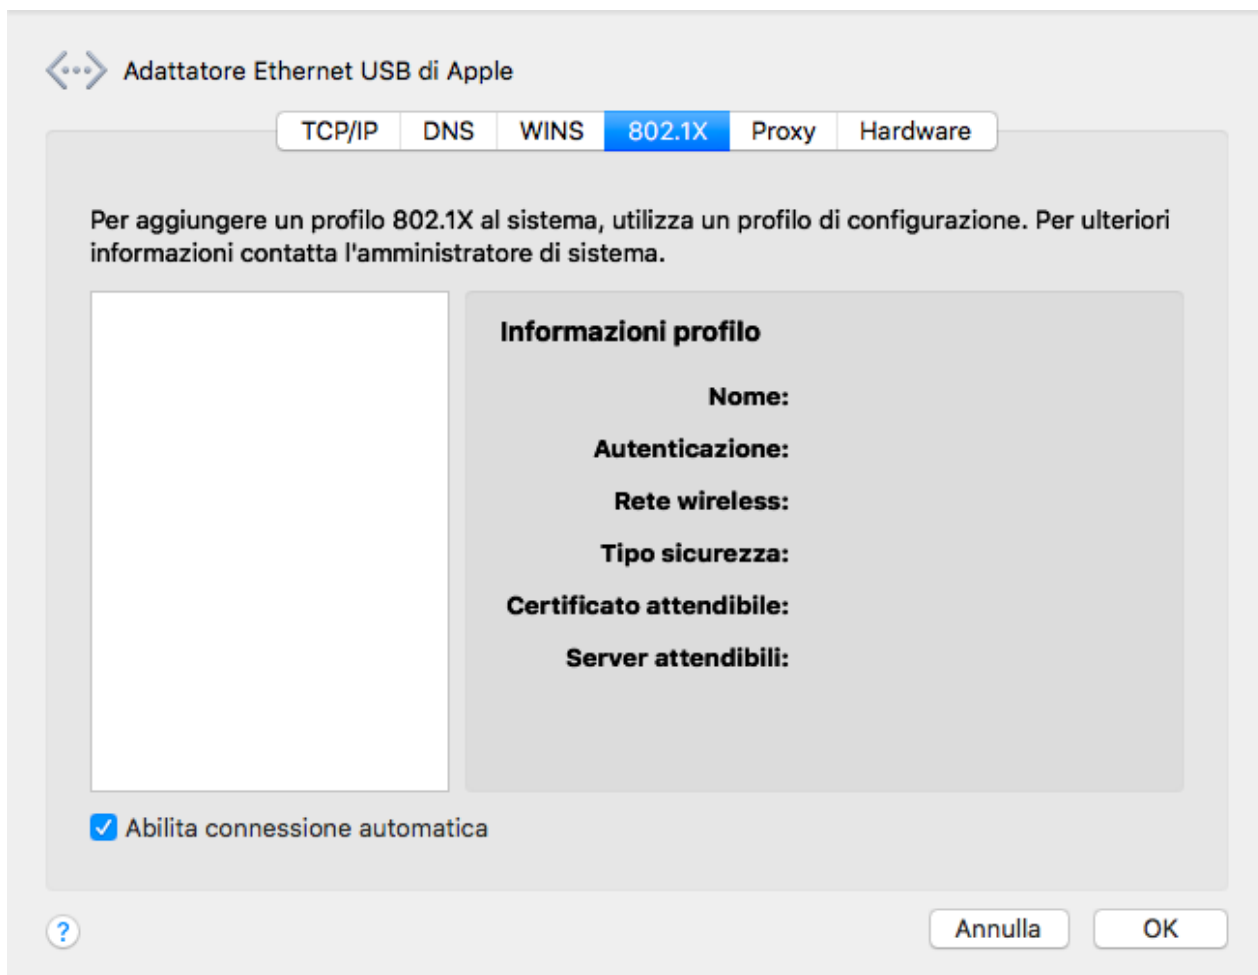 Adattatore Ethernet USB di Apple
TCP/IP DNS WINS 802.1X Proxy Hardware
Per aggiungere un profilo 802.1X al sistema, utilizza un profilo di configurazione. Per ulteriori
informazioni contatta l'amministratore di sistema.
Informazioni profilo
Nome:
Autenticazione:
Rete wireless:
Tipo sicurezza:
Certificato attendibile:
Server attendibili:
Abilita connessione automatica
? Annulla OK